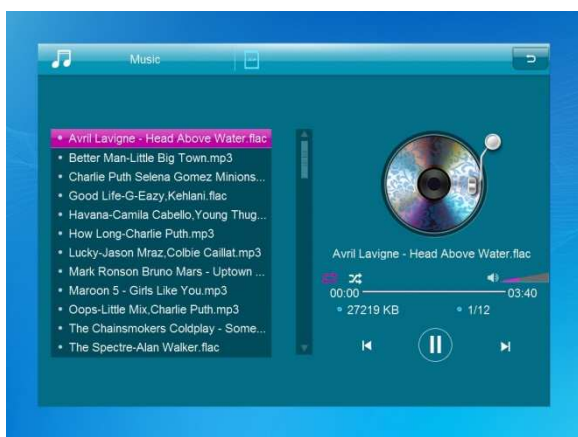 Music
Avril Lavigne - Head Above Water.flac
Better Man-Little Big Town.mp3
Charlie Puth Selena Gomez Minions...
Good Life-G-Eazy,Kehlani.flac
Havana-Camila Cabello,Young Thug...
How Long-Charlie Puth.mp3
Lucky-Jason Mraz,Colbie Caillat.mp3
Mark Ronson Bruno Mars - Uptown ...
Maroon 5 - Girls Like You.mp3
Oops-Little Mix,Charlie Puth.mp3
The Chainsmokers Coldplay - Some...
The Spectre-Alan Walker.flac
Avril Lavigne - Head Above Water.flac
00:00 03:40
27219 KB 1/12